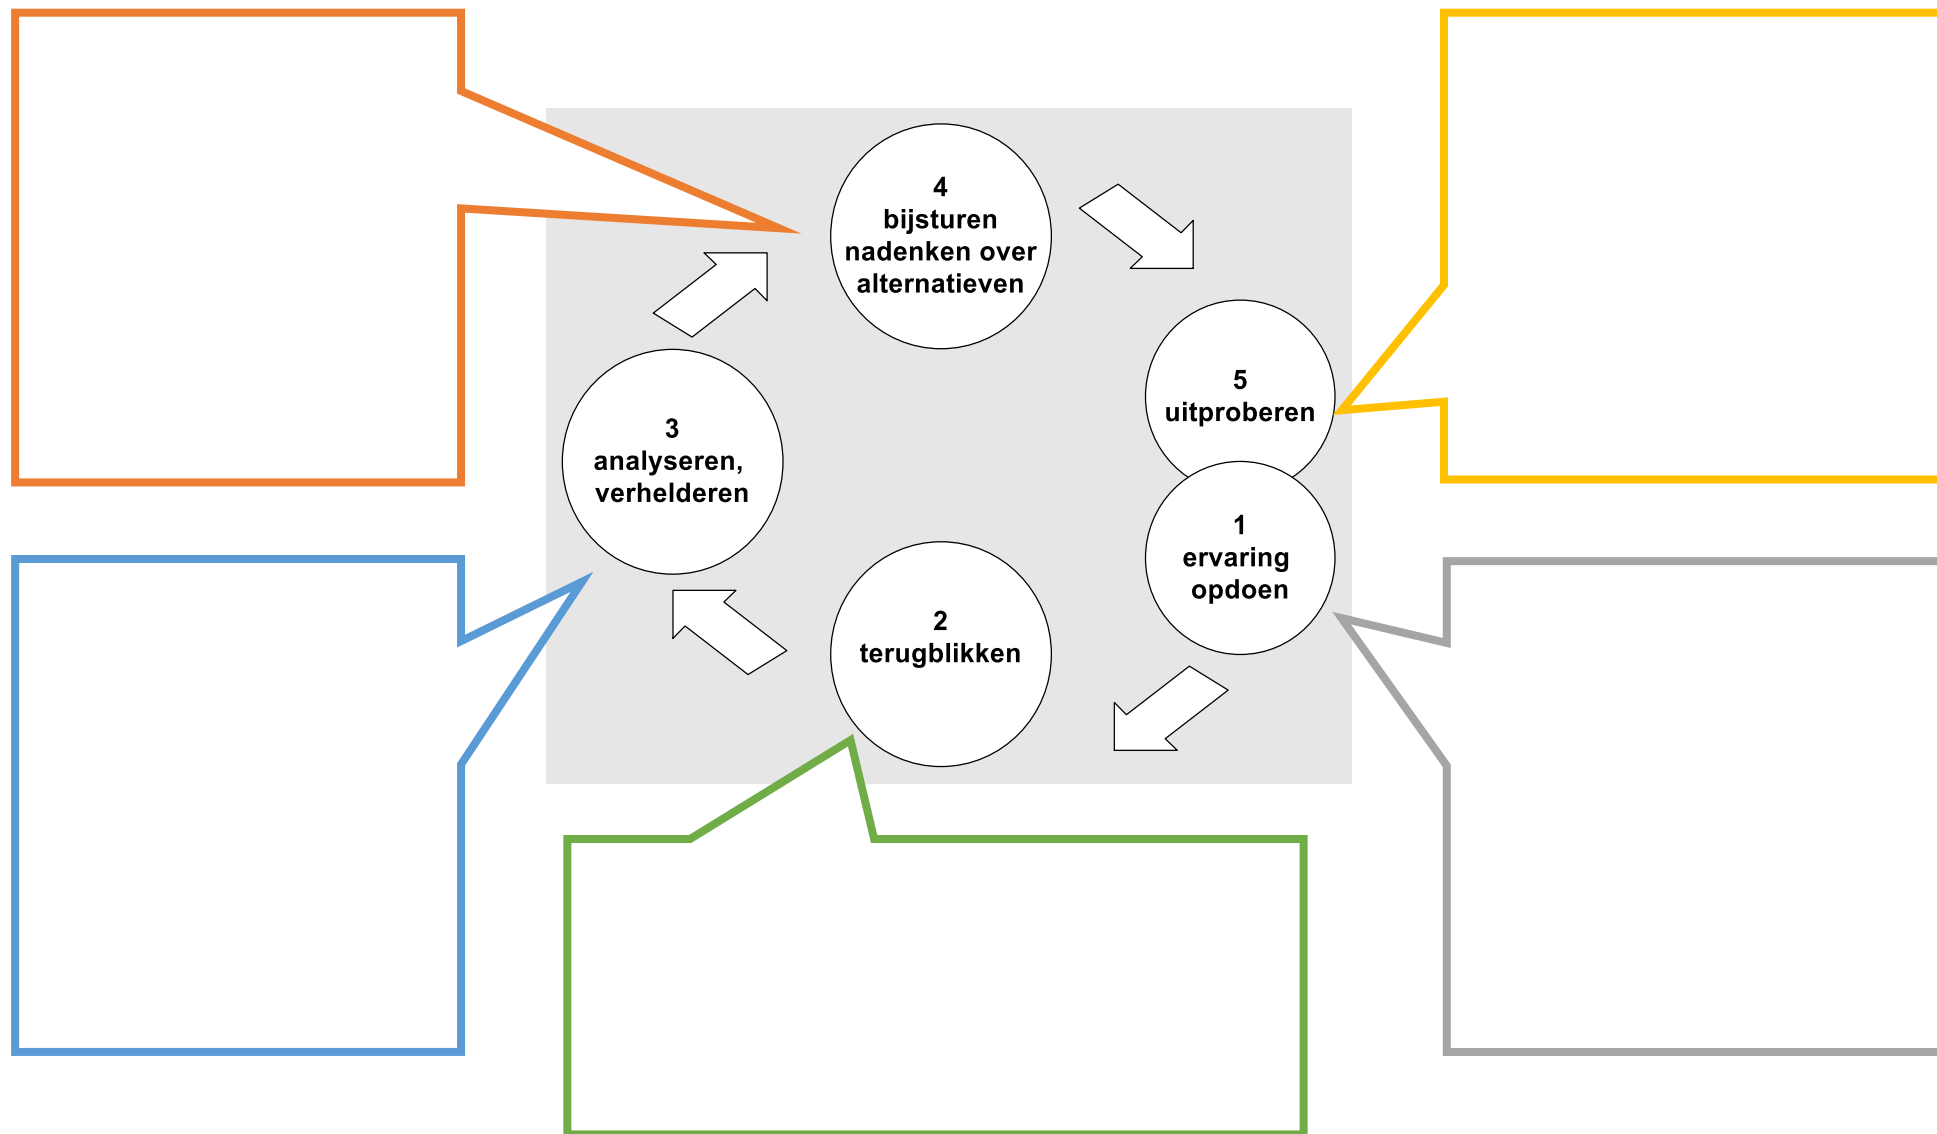 4
bijsturen
nadenken over
alternatieven
5
uitproberen
3
analyseren,
verhelderen
1
ervaring
opdoen
2
terugblikken